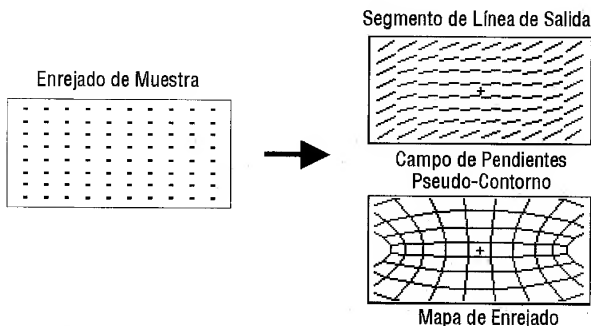 Segmento de Línea de Salida
Enrejado de Muestra
Campo de Pendientes
Pseudo-Contorno
Mapa de Enrejado